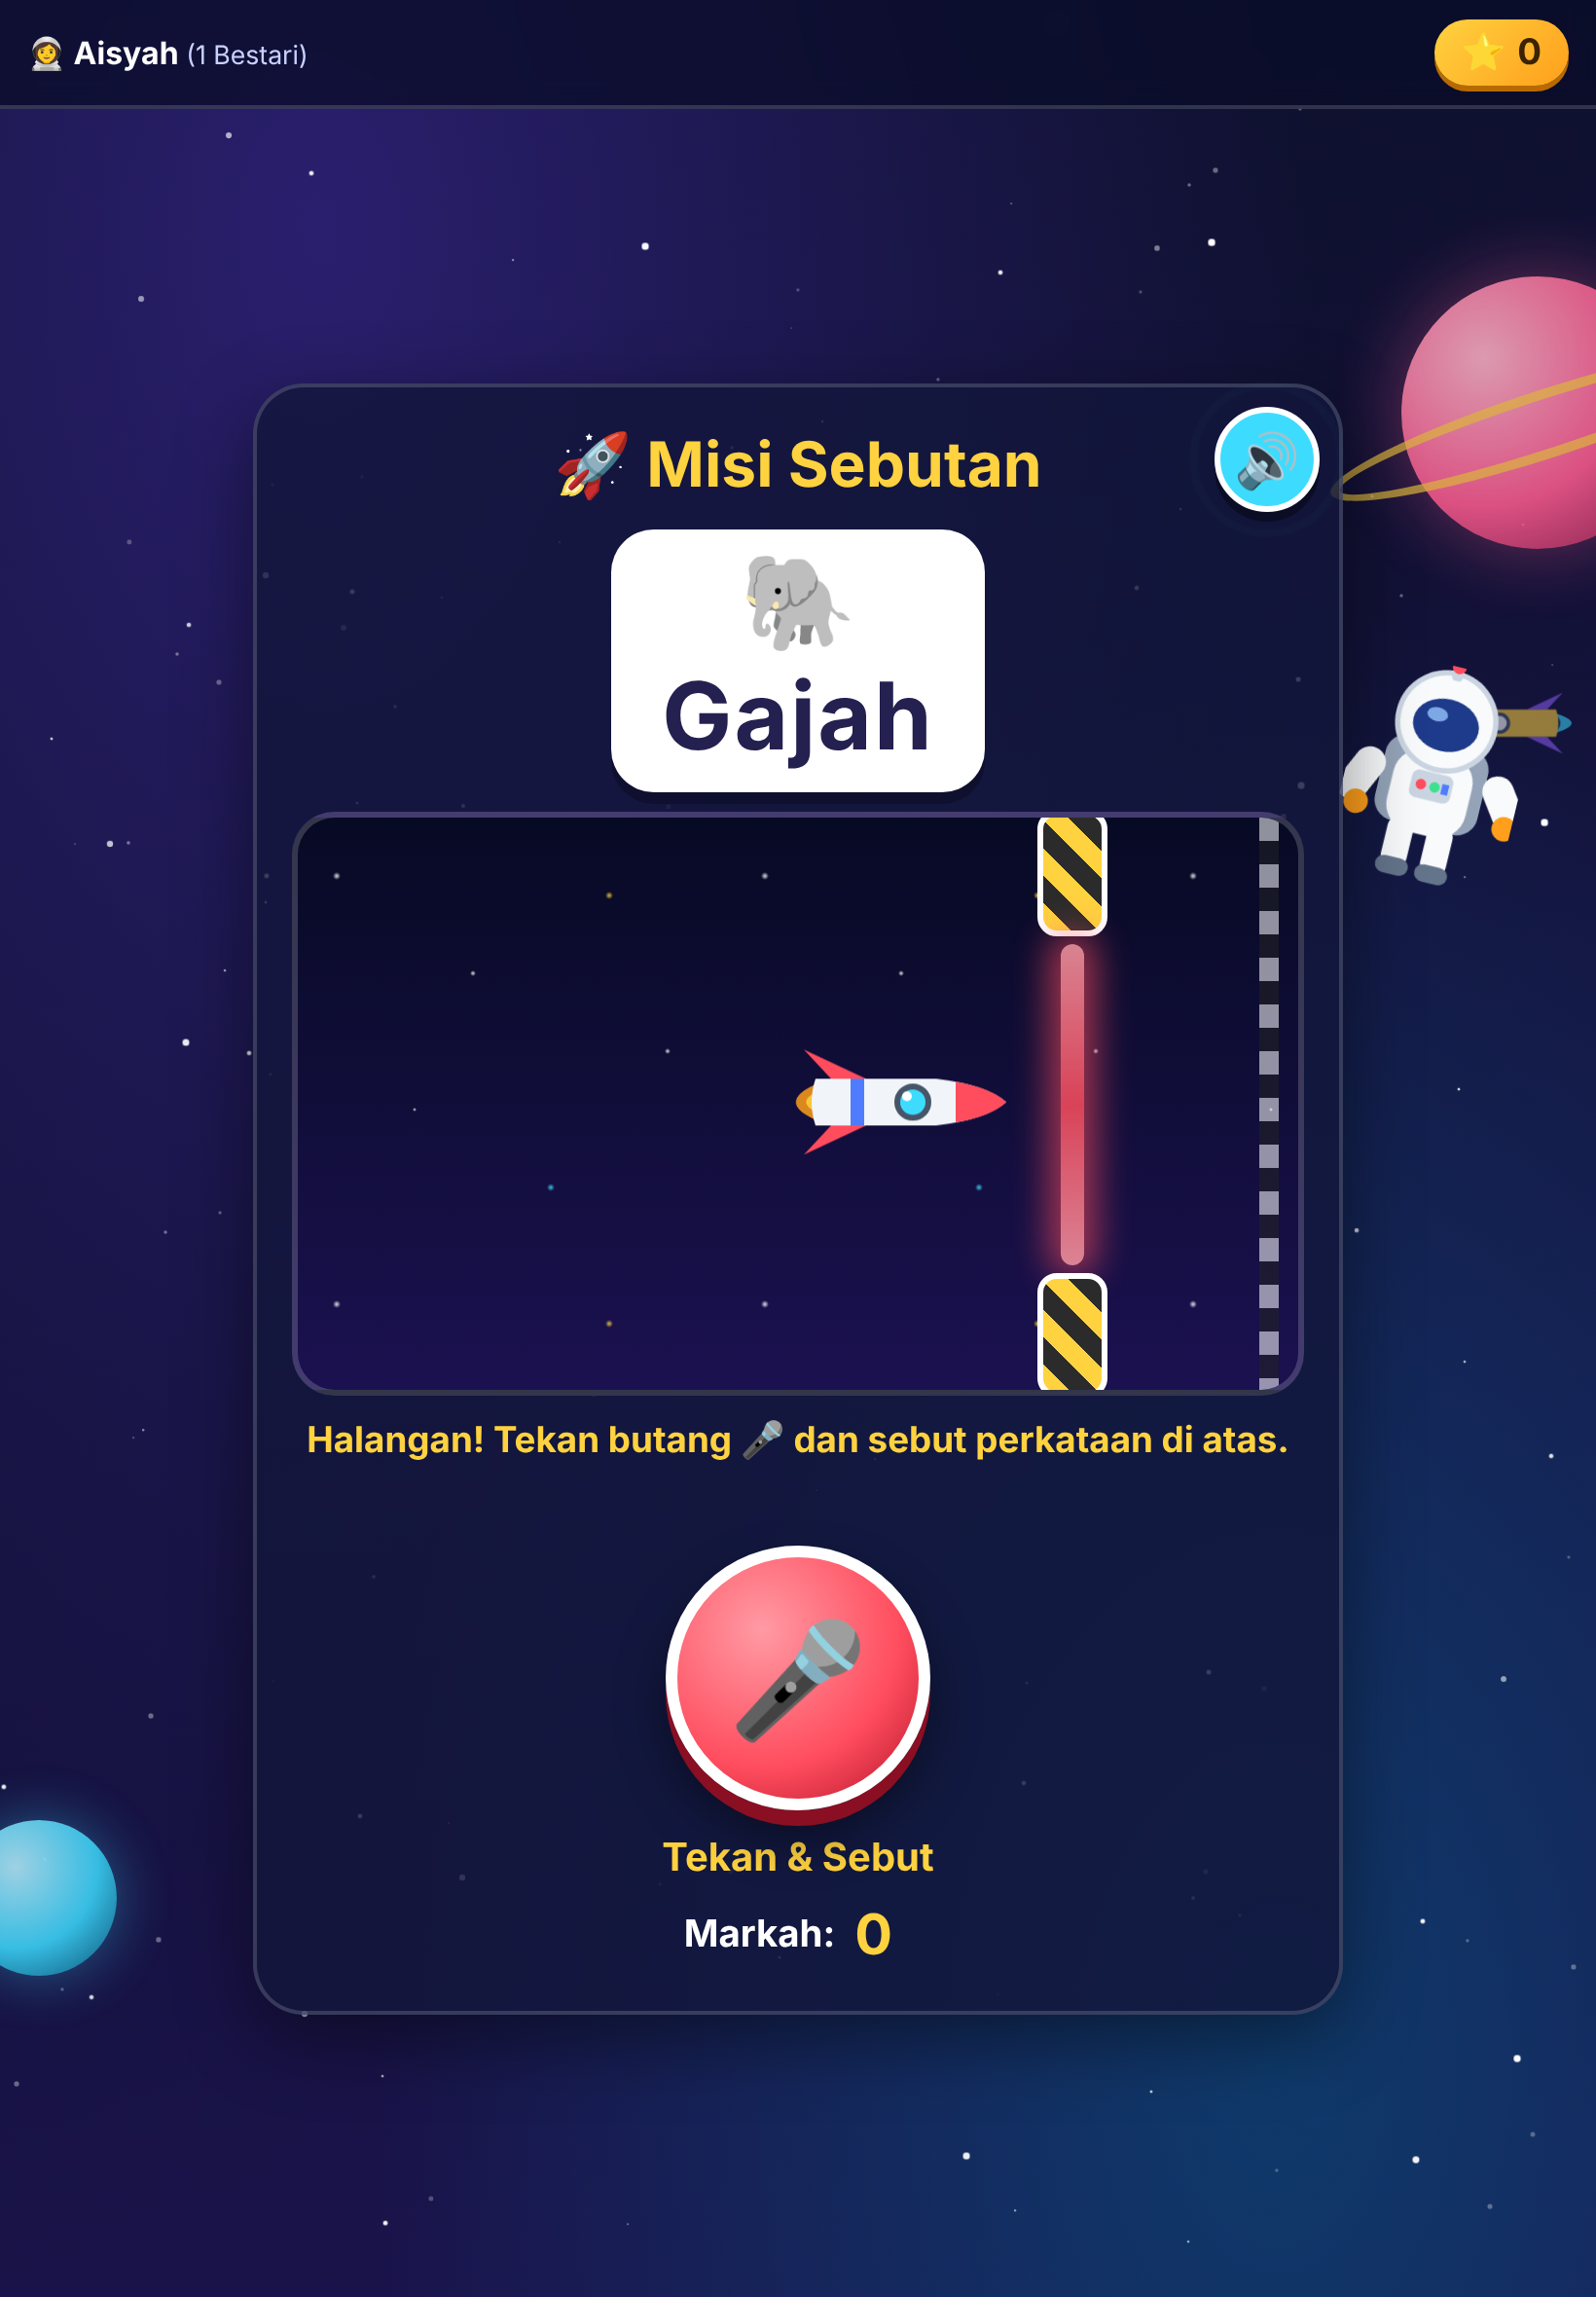 Aisyah (1 Bestari)
0
Misi Sebutan
Gajah
Halangan! Tekan butang 🎤 dan sebut perkataan di atas.
Tekan & Sebut
Markah: 0